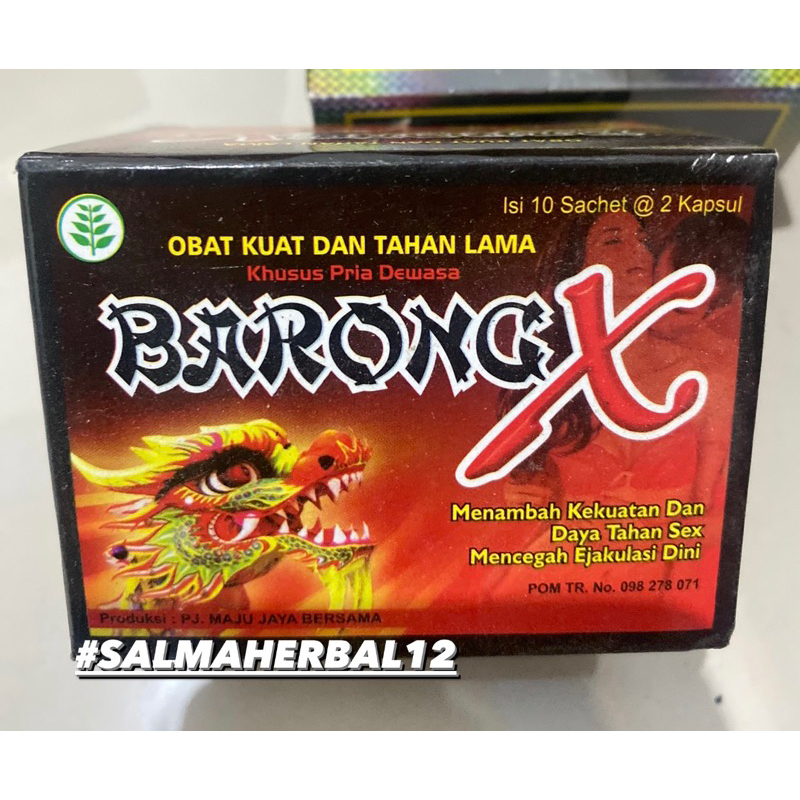 Isi 10 Sachet @ 2 Kapsul
OBAT KUAT DAN TAHAN LAMA
Khusus Pria Dewasa
BARONG X
Menambah Kekuatan Dan
Daya Tahan Sex
Mencegah Ejakulasi Dini
POM TR. No. 098 278 071
Produksi : PJ. MAJU JAYA BERSAMA
#SALMAHERBAL12